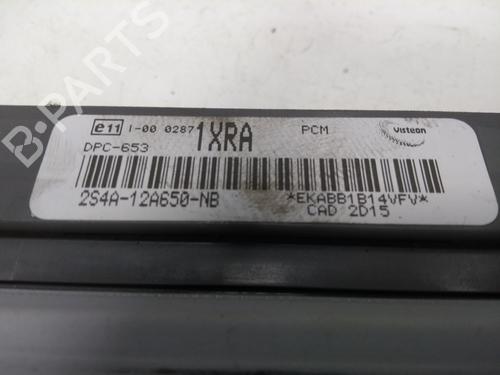 e11 I-00 0287 1XRA PCM Visteon
DPC-653
2S4A-12A650-NB *EKABB1B14VFV*
CAD 2D15
B-PARTS